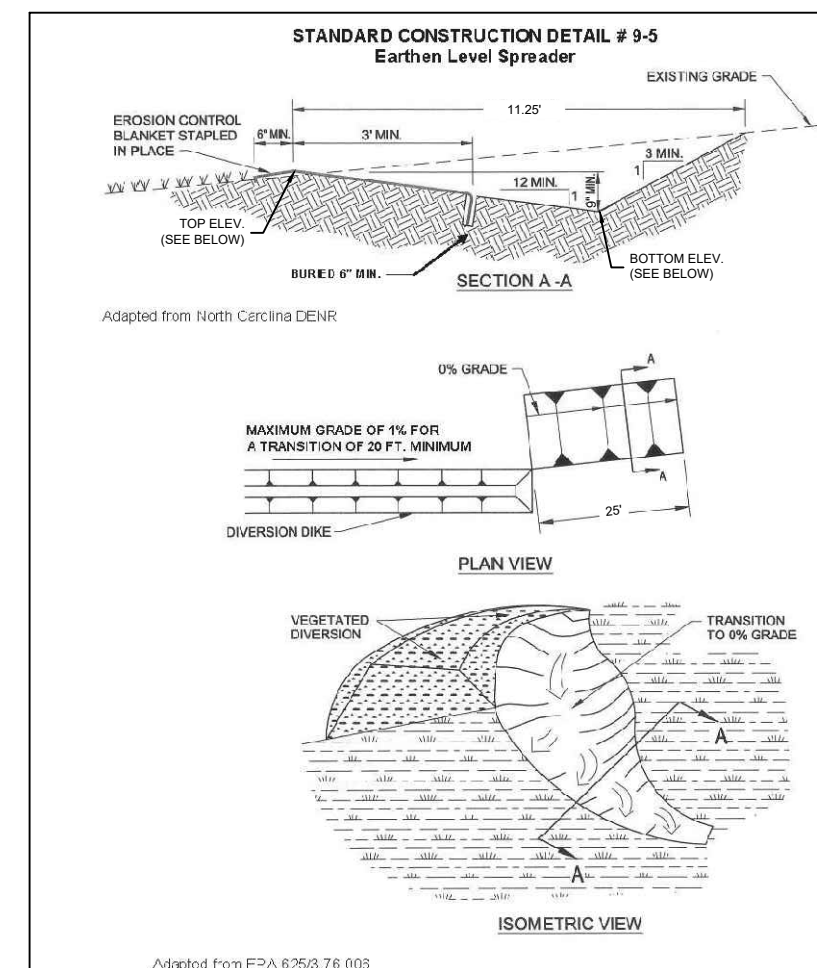 STANDARD CONSTRUCTION DETAIL # 9-5
Earthen Level Spreader
EXISTING GRADE
11.25'
EROSION CONTROL
BLANKET STAPLED
IN PLACE
6" MIN.
3' MIN.
3 MIN.
1
12 MIN.
1
9" MIN.
TOP ELEV.
(SEE BELOW)
BOTTOM ELEV.
(SEE BELOW)
BURIED 6" MIN.
SECTION A -A
Adapted from North Carolina DENR
0% GRADE
A
MAXIMUM GRADE OF 1% FOR
A TRANSITION OF 20 FT. MINIMUM
A
25'
DIVERSION DIKE
PLAN VIEW
VEGETATED
DIVERSION
TRANSITION
TO 0% GRADE
A
A
ISOMETRIC VIEW
Adapted from EPA 625/3.76.006